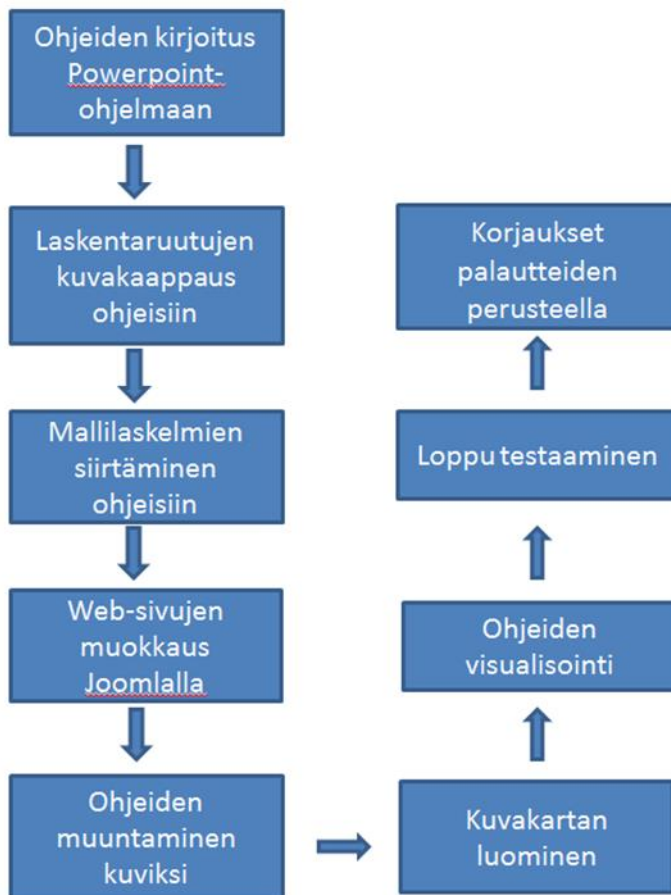 Ohjeiden kirjoitus
Powerpoint-
ohjelmaan
Laskentaruutujen
kuvakaappaus
ohjeisiin
Mallilaskelmien
siirtäminen
ohjeisiin
Web-sivujen
muokkaus
Joomlalla
Ohjeiden
muuntaminen
kuviksi
Kuvakartan
luominen
Ohjeiden
visualisointi
Loppu testaaminen
Korjaukset
palautteiden
perusteella